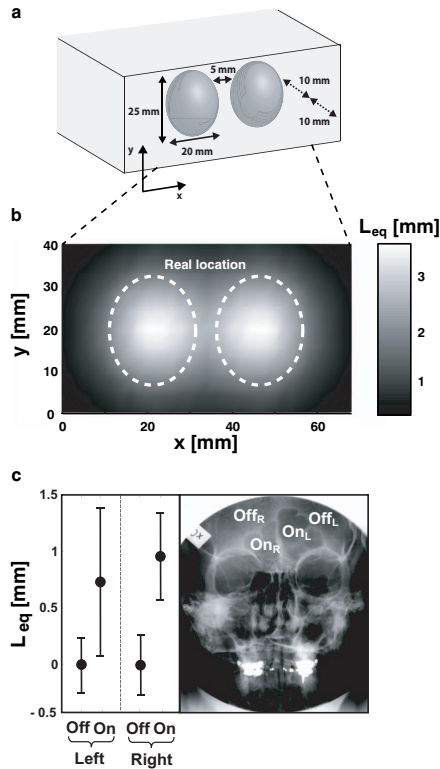 a
5 mm
10 mm
25 mm
10 mm
y
20 mm
x
b
L_eq [mm]
40
Real location
30
3
y [mm]
20
2
10
1
0
0
20
40
60
x [mm]
c
1.5
Off_R
Off_L
On_L
1
On_R
L_eq [mm]
0.5
0
- 0.5
Off On
Off On
Left
Right